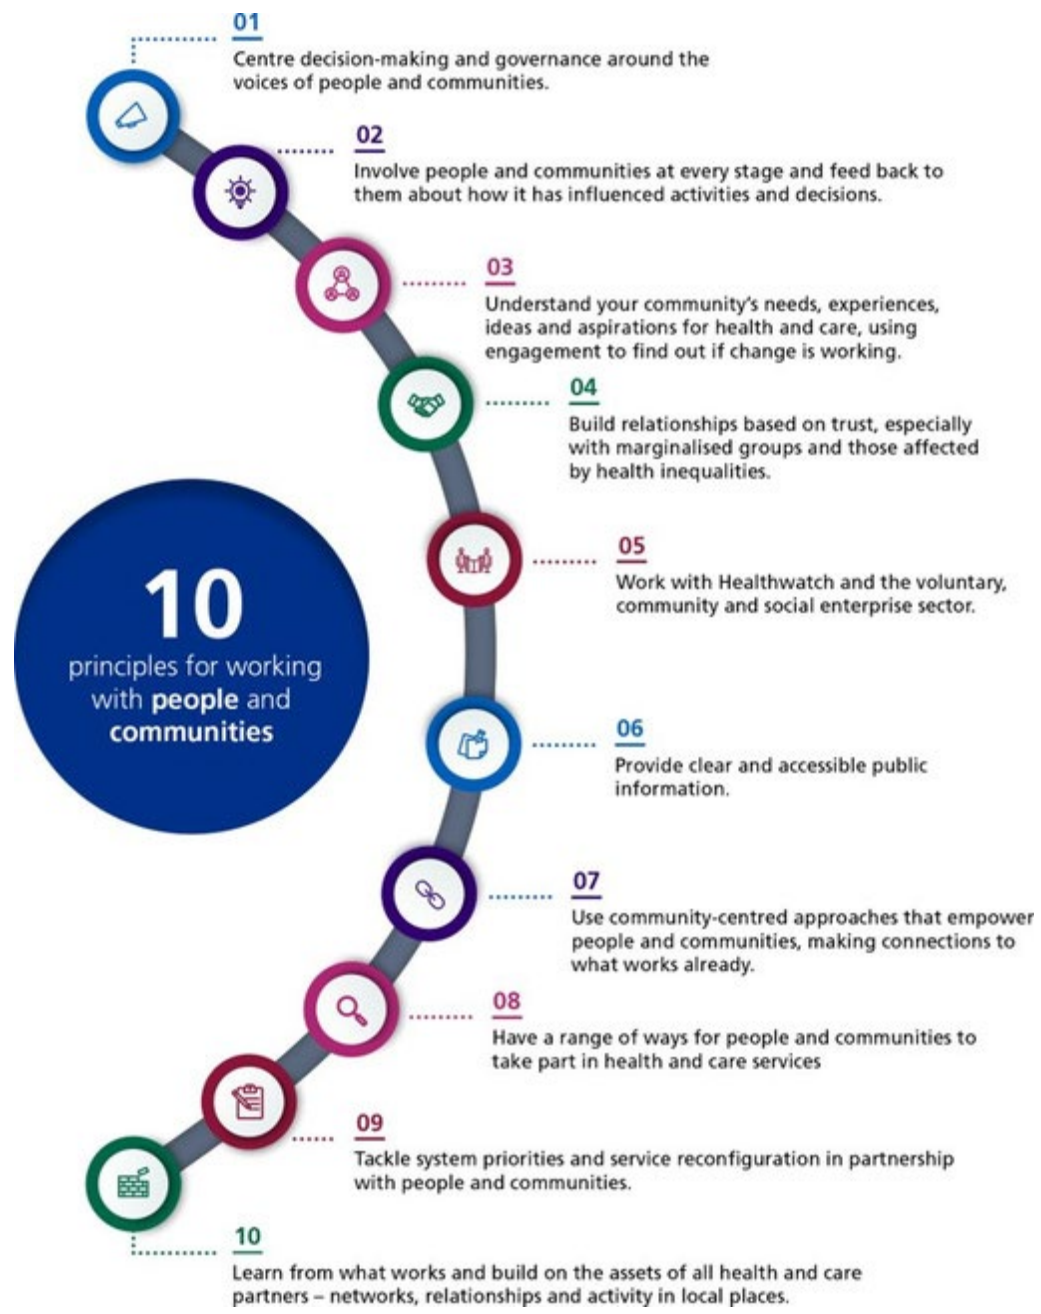 01
Centre decision-making and governance around the
voices of people and communities.
02
Involve people and communities at every stage and feed back to
them about how it has influenced activities and decisions.
03
Understand your community's needs, experiences,
ideas and aspirations for health and care, using
engagement to find out if change is working.
04
Build relationships based on trust, especially
with marginalised groups and those affected
by health inequalities.
10
principles for working
with people and
communities
05
Work with Healthwatch and the voluntary,
community and social enterprise sector.
06
Provide clear and accessible public
information.
07
Use community-centred approaches that empower
people and communities, making connections to
what works already.
08
Have a range of ways for people and communities to
take part in health and care services
09
Tackle system priorities and service reconfiguration in partnership
with people and communities.
10
Learn from what works and build on the assets of all health and care
partners – networks, relationships and activity in local places.